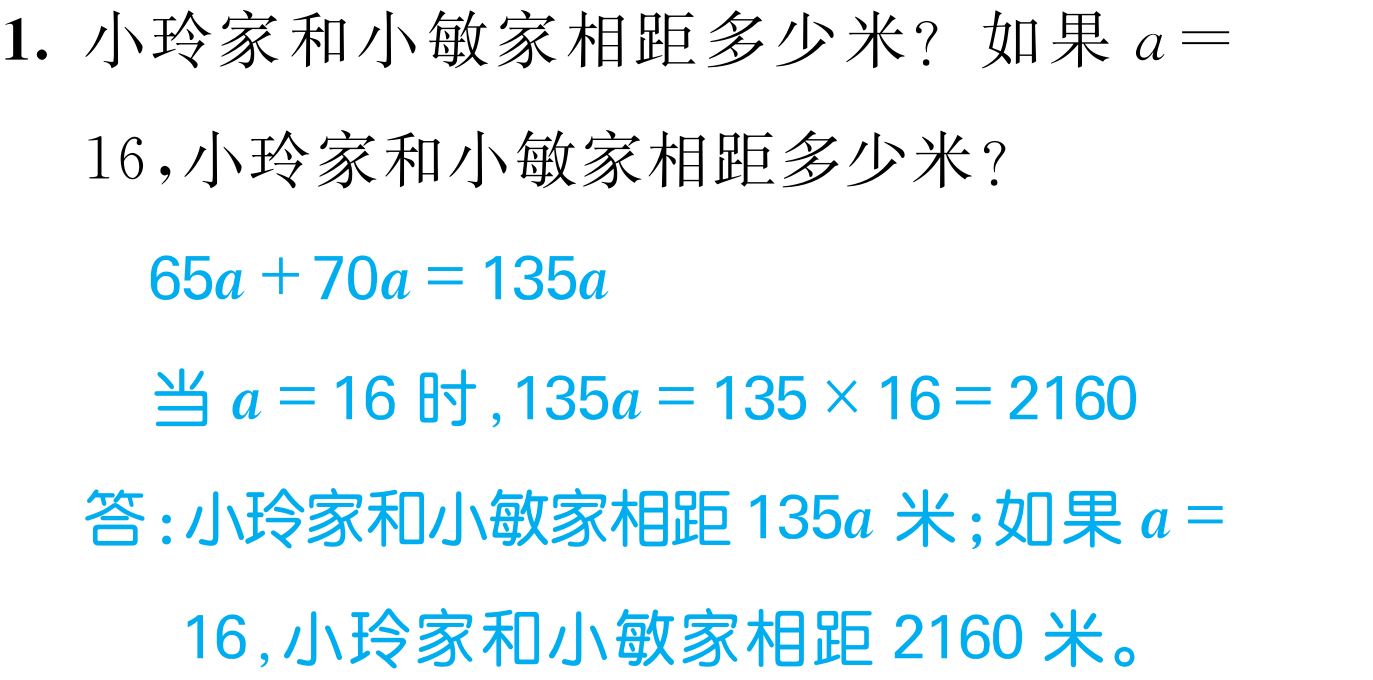 1. 小玲家和小敏家相距多少米？如果 a＝
16,小玲家和小敏家相距多少米？
65a＋70a＝135a
当 a＝16 时,135a＝135×16＝2160
答:小玲家和小敏家相距 135a 米;如果 a＝
16,小玲家和小敏家相距 2160 米。